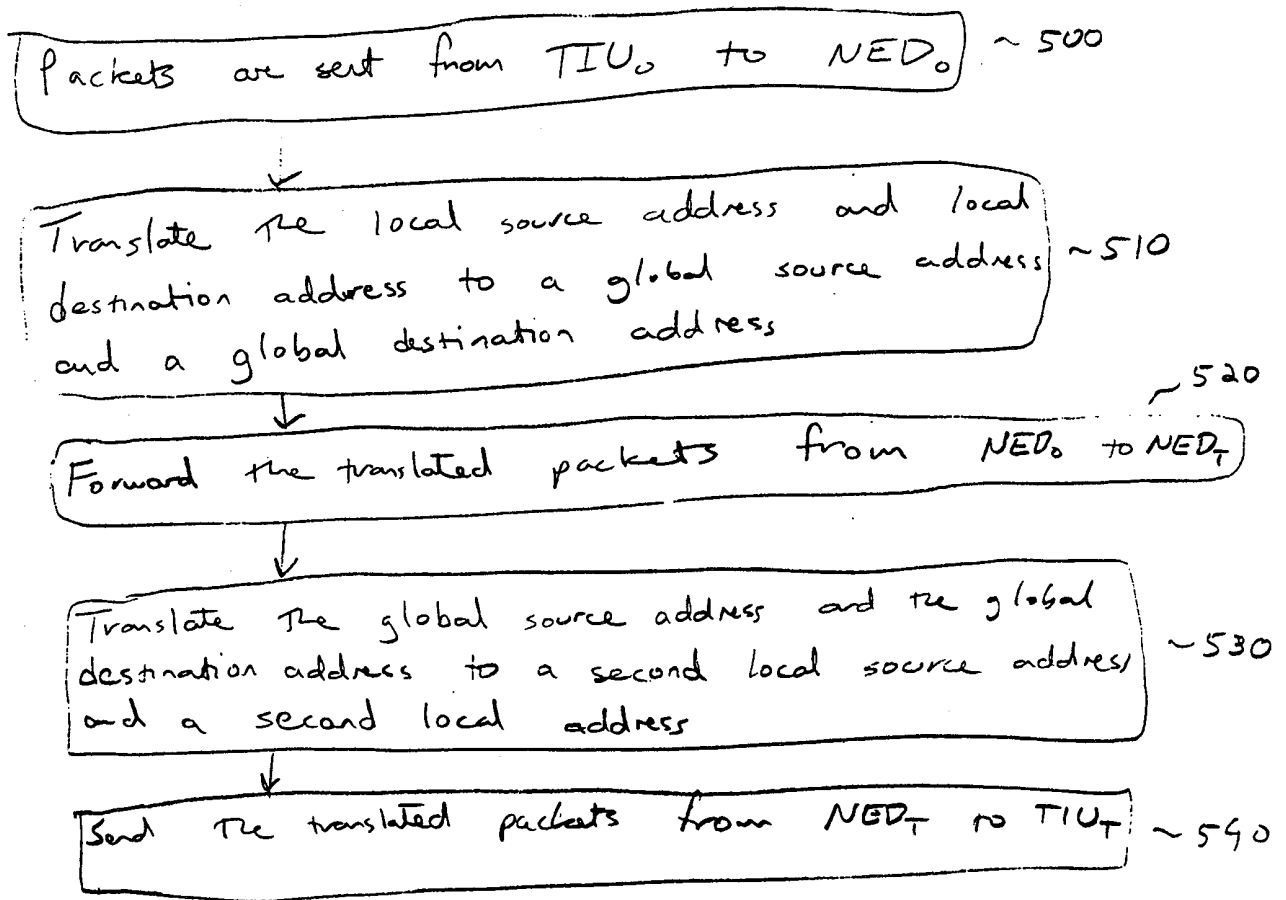 Packets are sent from TIU₀ to NED₀ ~ 500
Translate the local source address and local
destination address to a global source address ~ 510
and a global destination address
~ 520
Forward the translated packets from NED₀ to NED_T
Translate the global source address and the global
destination address to a second local source address ~ 530
and a second local address
Send the translated packets from NED_T to TIU_T ~ 540